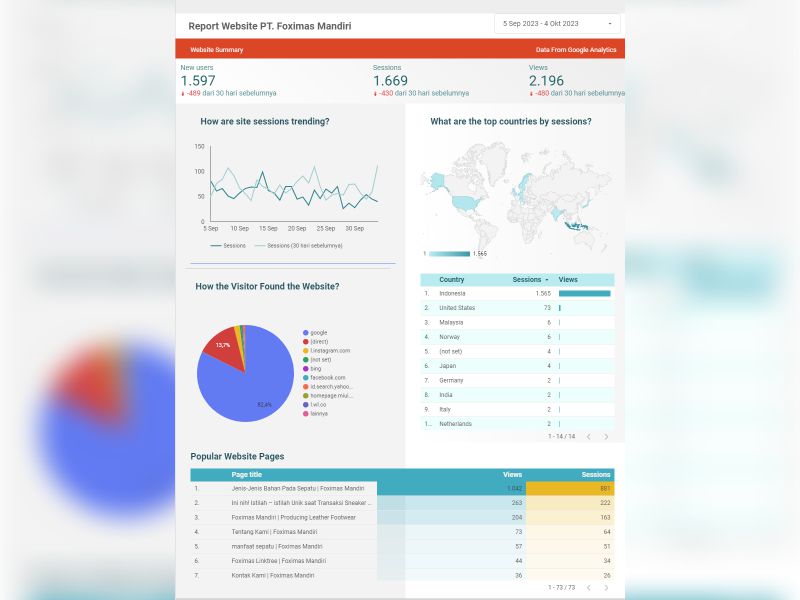 Report Website PT. Foximas Mandiri
5 Sep 2023 - 4 Okt 2023
Website Summary
Data From Google Analytics
New users
1.597
-489 dari 30 hari sebelumnya
Sessions
1.669
-430 dari 30 hari sebelumnya
Views
2.196
-480 dari 30 hari sebelumnya
How are site sessions trending?
150
100
50
0
5 Sep 10 Sep 15 Sep 20 Sep 25 Sep 30 Sep
Sessions Sessions (30 hari sebelumnya)
What are the top countries by sessions?
1 1.565
Country Sessions Views
1. Indonesia 1.565
2. United States 73
3. Malaysia 6
4. Norway 6
5. (not set) 4
6. Japan 4
7. Germany 2
8. India 2
9. Italy 2
1... Netherlands 2
1 - 14 / 14
How the Visitor Found the Website?
13,7%
82,4%
google
(direct)
l.instagram.com
(not set)
bing
facebook.com
id.search.yahoo...
homepage.miui....
l.wl.co
lainnya
Popular Website Pages
Page title Views Sessions
1. Jenis-Jenis Bahan Pada Sepatu | Foximas Mandiri 1.042 881
2. Ini nih! Istilah – istilah Unik saat Transaksi Sneaker ... 263 222
3. Foximas Mandiri | Producing Leather Footwear 204 163
4. Tentang Kami | Foximas Mandiri 73 64
5. manfaat sepatu | Foximas Mandiri 57 51
6. Foximas Linktree | Foximas Mandiri 44 34
7. Kontak Kami | Foximas Mandiri 36 26
1 - 73 / 73